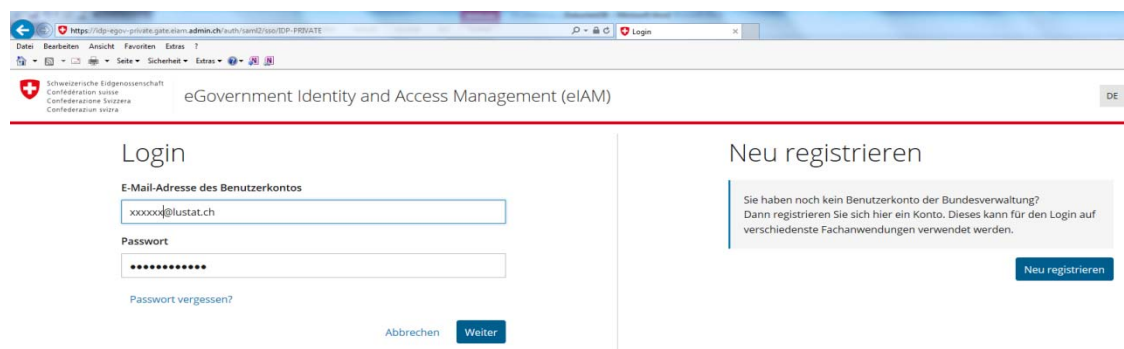 https://idp-egov-private.gate.eiam.admin.ch/auth/saml2/sso/IDP-PRIVATE
Login
Datei Bearbeiten Ansicht Favoriten Extras ?
Seite Sicherheit Extras
Schweizerische Eidgenossenschaft
Confédération suisse
Confederazione Svizzera
Confederaziun svizra
eGovernment Identity and Access Management (eIAM)
DE
Login
E-Mail-Adresse des Benutzerkontos
xxxxxx@lustat.ch
Passwort
••••••••••••
Passwort vergessen?
Abbrechen Weiter
Neu registrieren
Sie haben noch kein Benutzerkonto der Bundesverwaltung?
Dann registrieren Sie sich hier ein Konto. Dieses kann für den Login auf
verschiedenste Fachanwendungen verwendet werden.
Neu registrieren